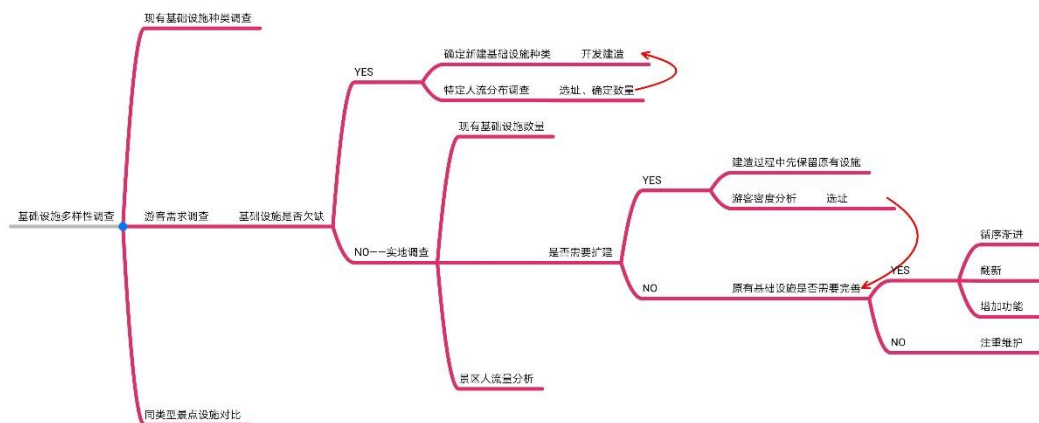 现有基础设施种类调查
确定新建基础设施种类 开发建造
YES
特定人流分布调查 选址、确定数量
现有基础设施数量
建造过程中先保留原有设施
YES
游客密度分析 选址
基础设施多样性调查 游客需求调查 基础设施是否欠缺
循序渐进
NO——实地调查 是否需要扩建
YES 翻新
NO 原有基础设施是否需要完善
增加功能
NO 注重维护
景区人流量分析
同类型景点设施对比